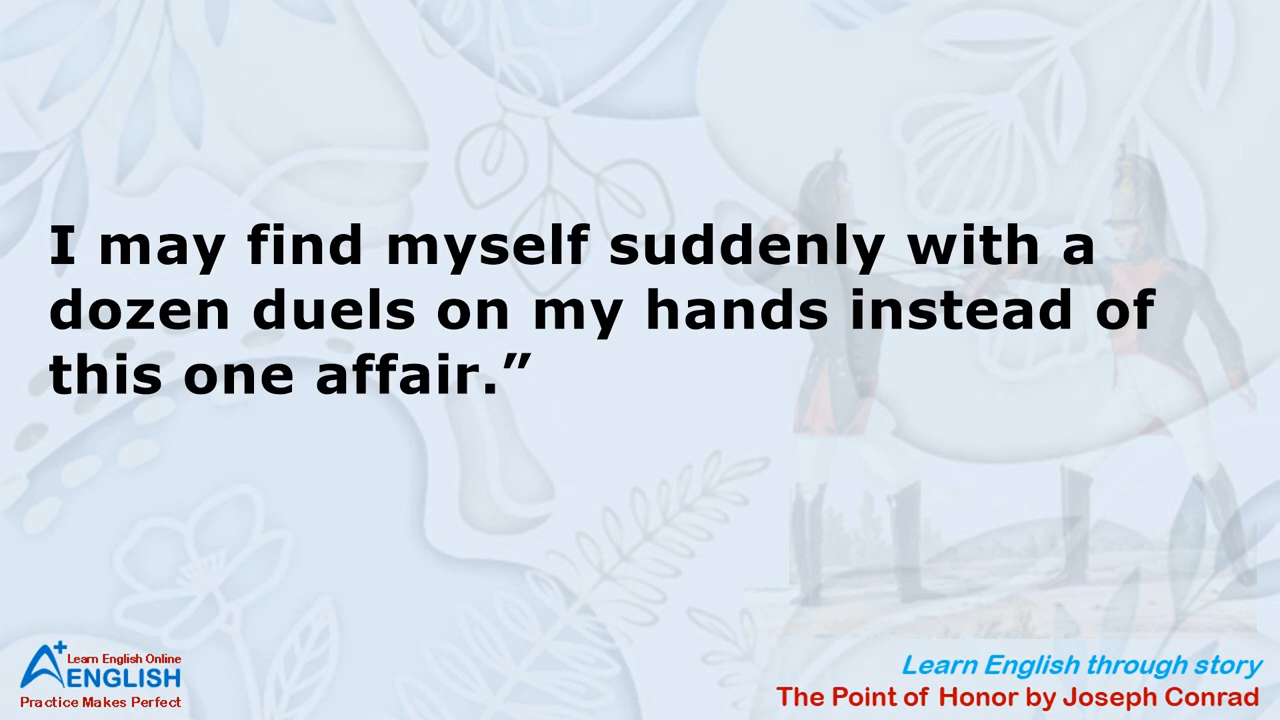 I may find myself suddenly with a
dozen duels on my hands instead of
this one affair.”
A+ Learn English Online
ENGLISH
Practice Makes Perfect
Learn English through story
The Point of Honor by Joseph Conrad